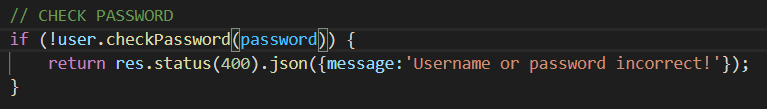 // CHECK PASSWORD
if (!user.checkPassword(password)) {
    return res.status(400).json({message:'Username or password incorrect!'});
}